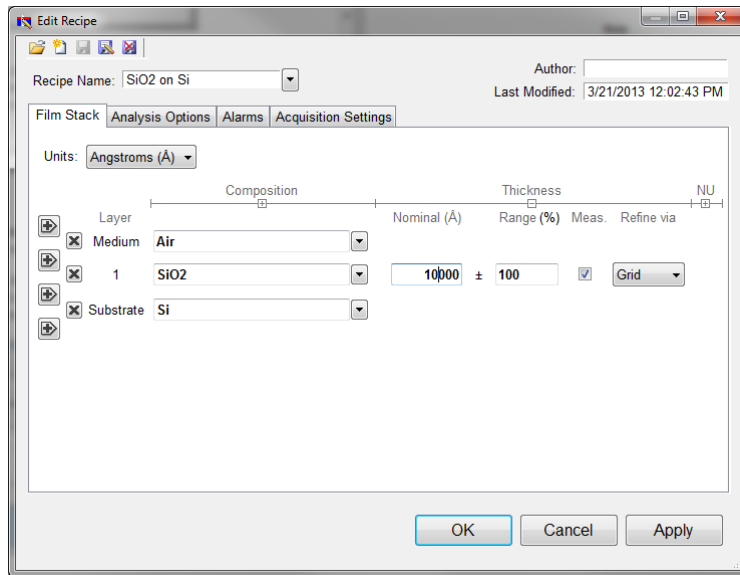 Edit Recipe
Recipe Name: SiO2 on Si
Author:
Last Modified: 3/21/2013 12:02:43 PM
Film Stack Analysis Options Alarms Acquisition Settings
Units: Angstroms (Å)
Composition Thickness NU
Layer Nominal (Å) Range (%) Meas. Refine via
Medium Air
1 SiO2 10000 ± 100 Grid
Substrate Si
OK Cancel Apply